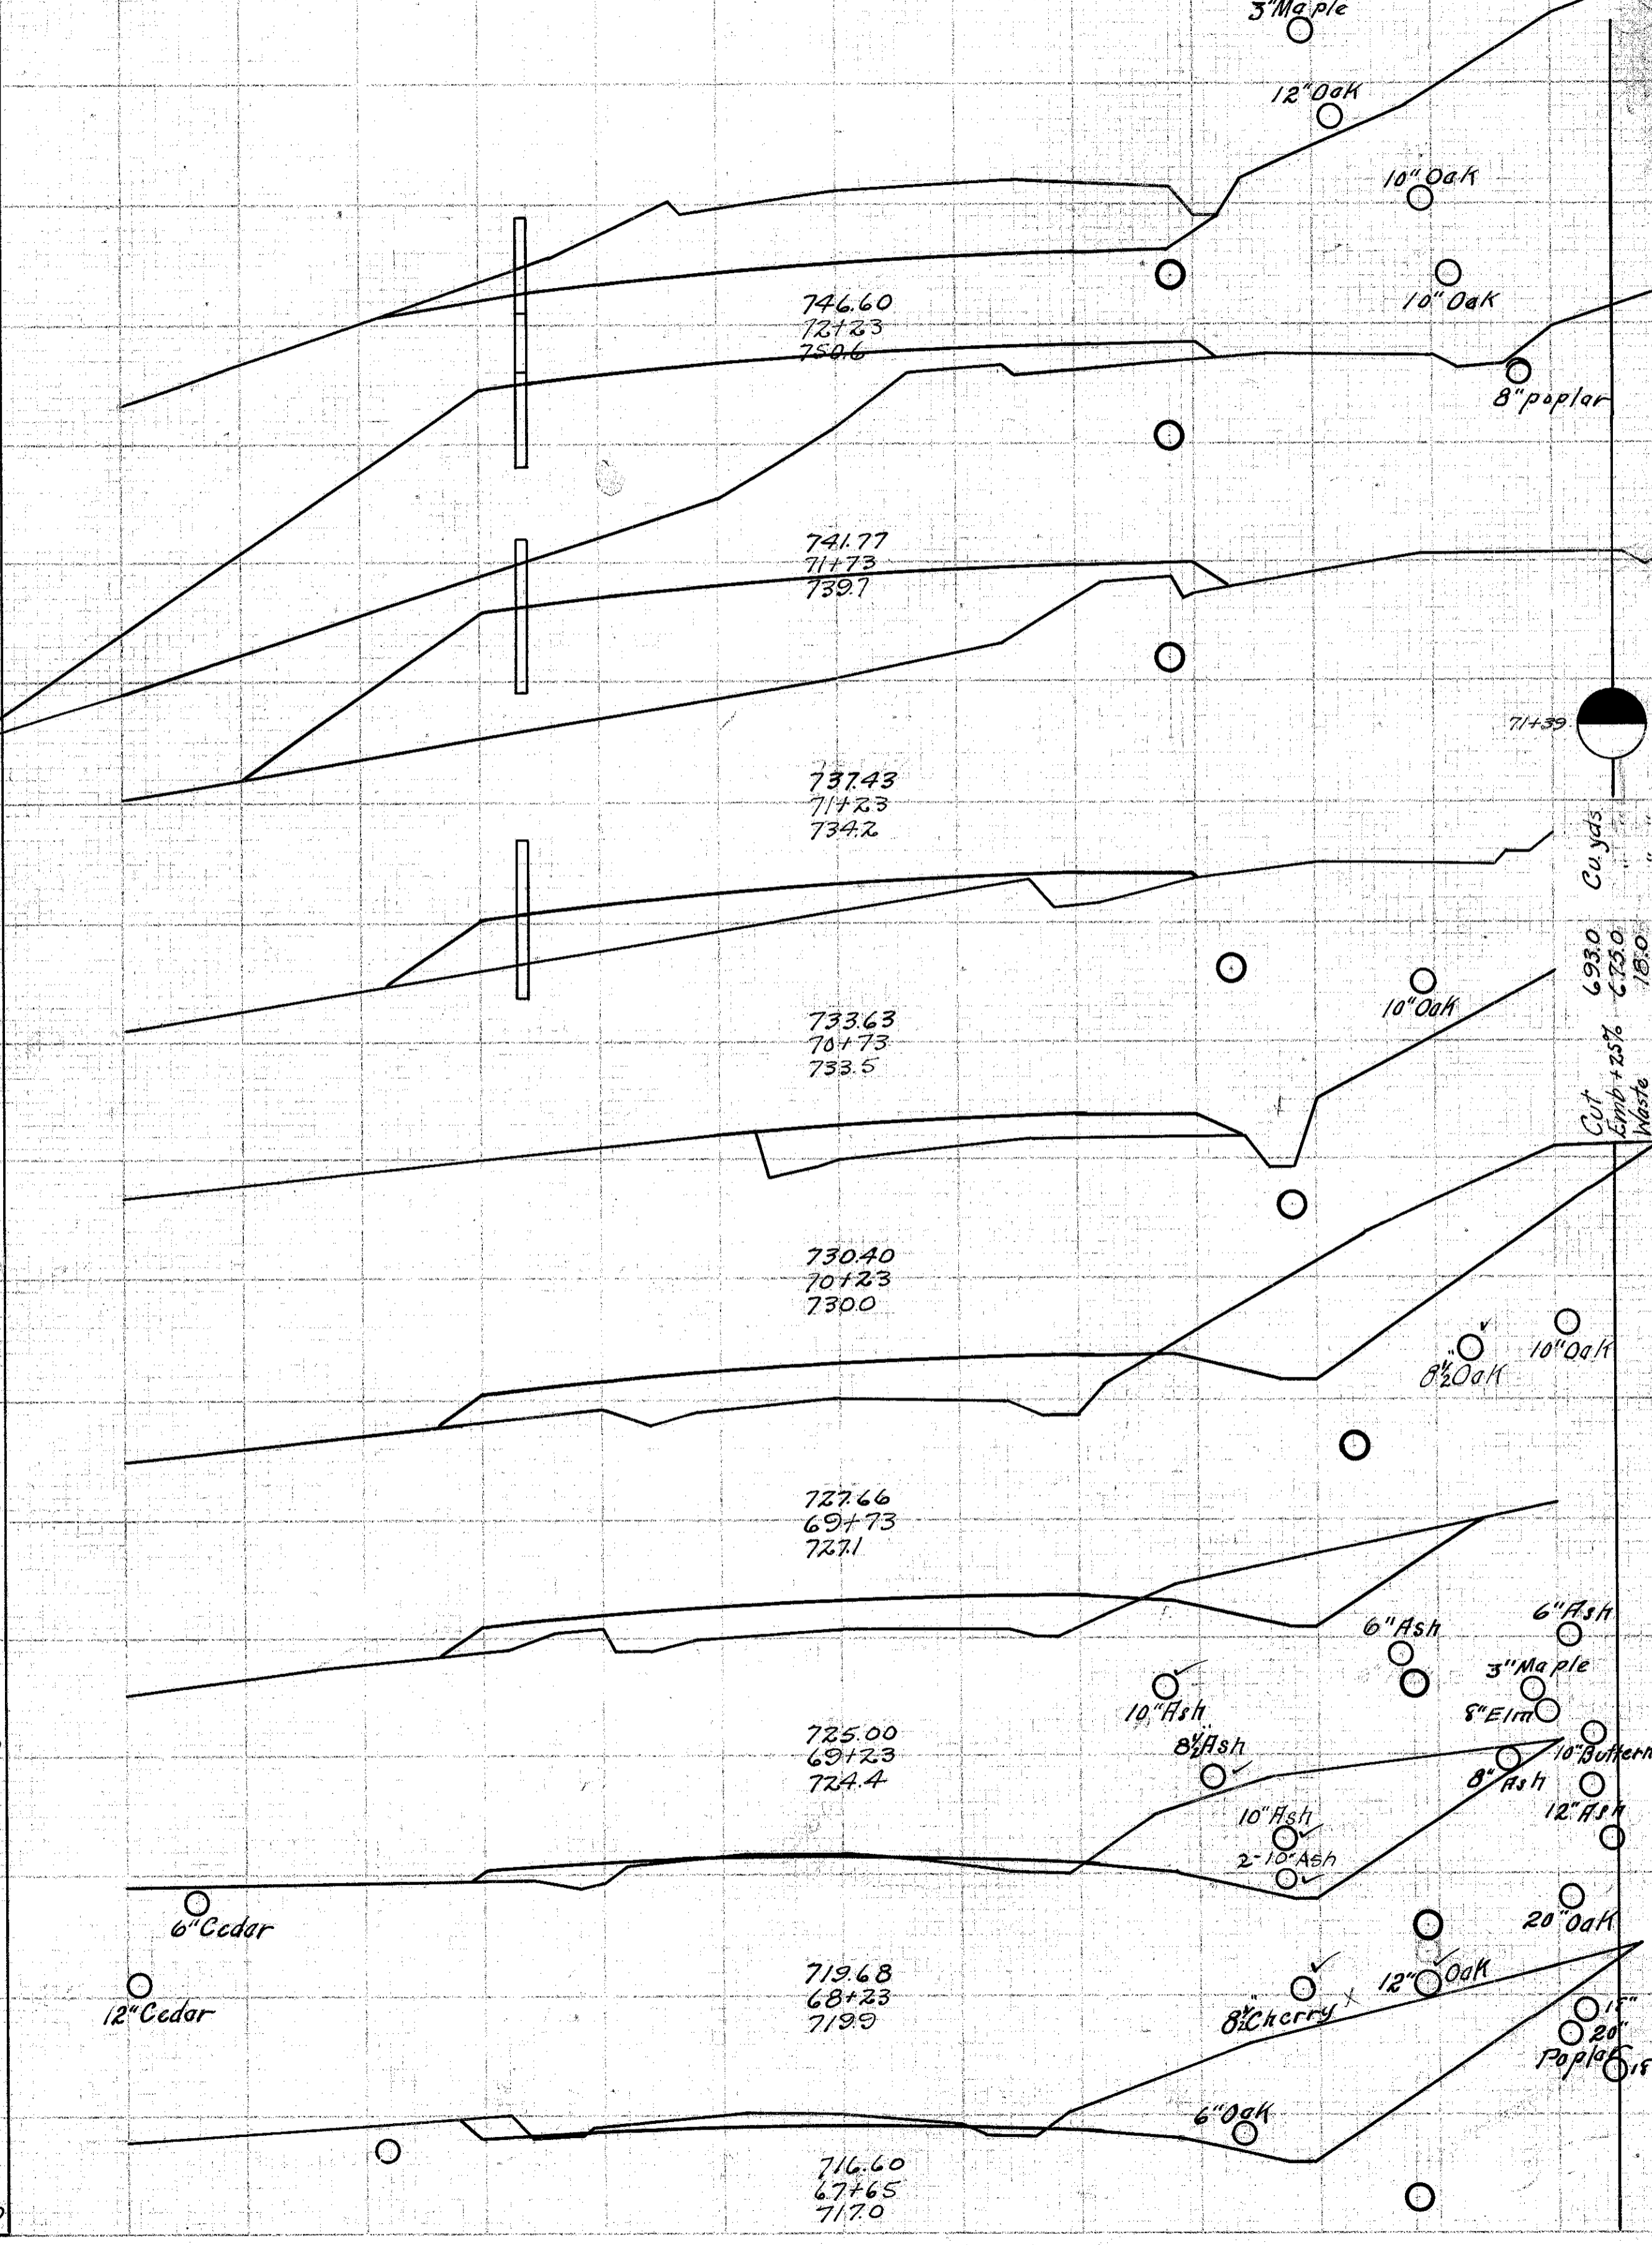 3"Maple
12"Oak
10" Oak
10" Oak
746.60
72+23
750.6
8"poplar
741.77
71+73
739.7
71+39
737.43
71+23
734.2
Cut 693.0 Cu. yds.
Emb +25% 675.0 "
Waste 18.0 "
10"Oak
733.63
70+73
733.5
730.40
70+23
730.0
8½"Oak
10"Oak
727.66
69+73
727.1
6"Ash
6"Ash
3"Maple
10"Ash
8"Elm
725.00
69+23
724.4
8½"Ash
10"Buttern
8"Ash
12"Ash
10"Ash
2-10"Ash
6"Cedar
20"Oak
719.68
68+23
719.9
12" Oak
12"Cedar
8½"Cherry
20"
Poplar
18
6"Oak
716.60
67+65
717.0